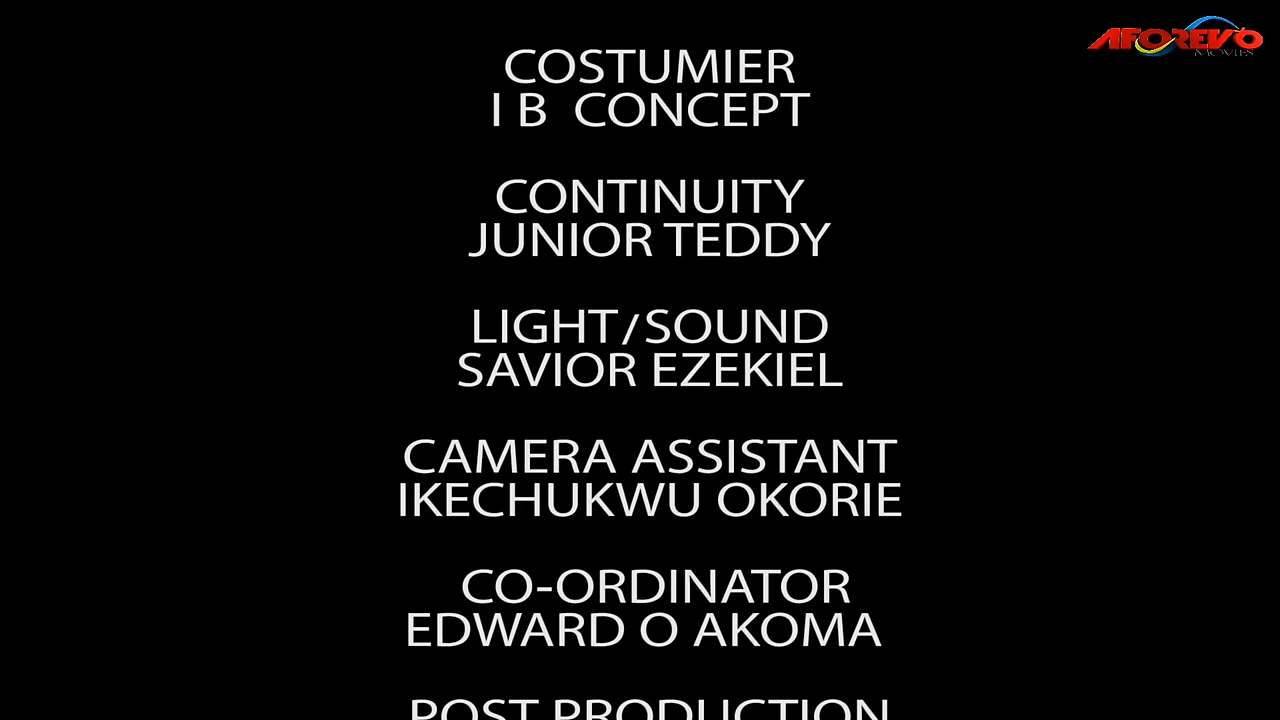 AFOREVO
MOVIES
COSTUMIER
I B CONCEPT
CONTINUITY
JUNIOR TEDDY
LIGHT/SOUND
SAVIOR EZEKIEL
CAMERA ASSISTANT
IKECHUKWU OKORIE
CO-ORDINATOR
EDWARD O AKOMA
POST PRODUCTION